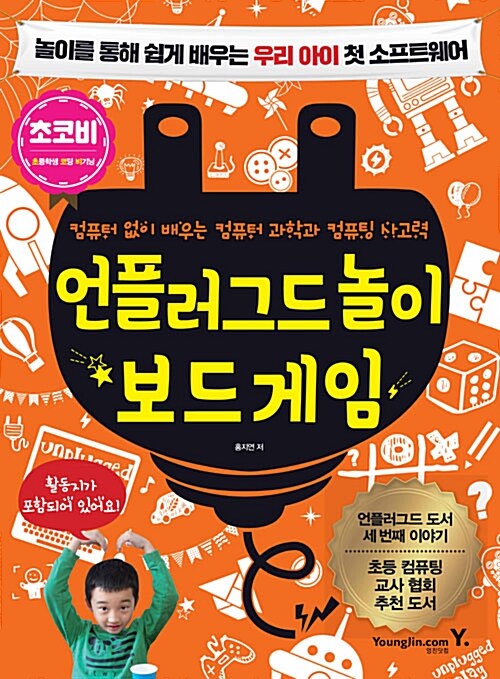 놀이를 통해 쉽게 배우는 우리 아이 첫 소프트웨어
초코비
초등학생 코딩 비기닝
컴퓨터 없이 배우는 컴퓨터 과학과 컴퓨팅 사고력
언플러그드 놀이
보드 게임
홍지연 저
활동지가
포함되어 있어요!
unplugged
언플러그드 도서
세 번째 이야기
초등 컴퓨팅
교사 협회
추천 도서
YoungJin.com Y.
영진닷컴
unplugged
play